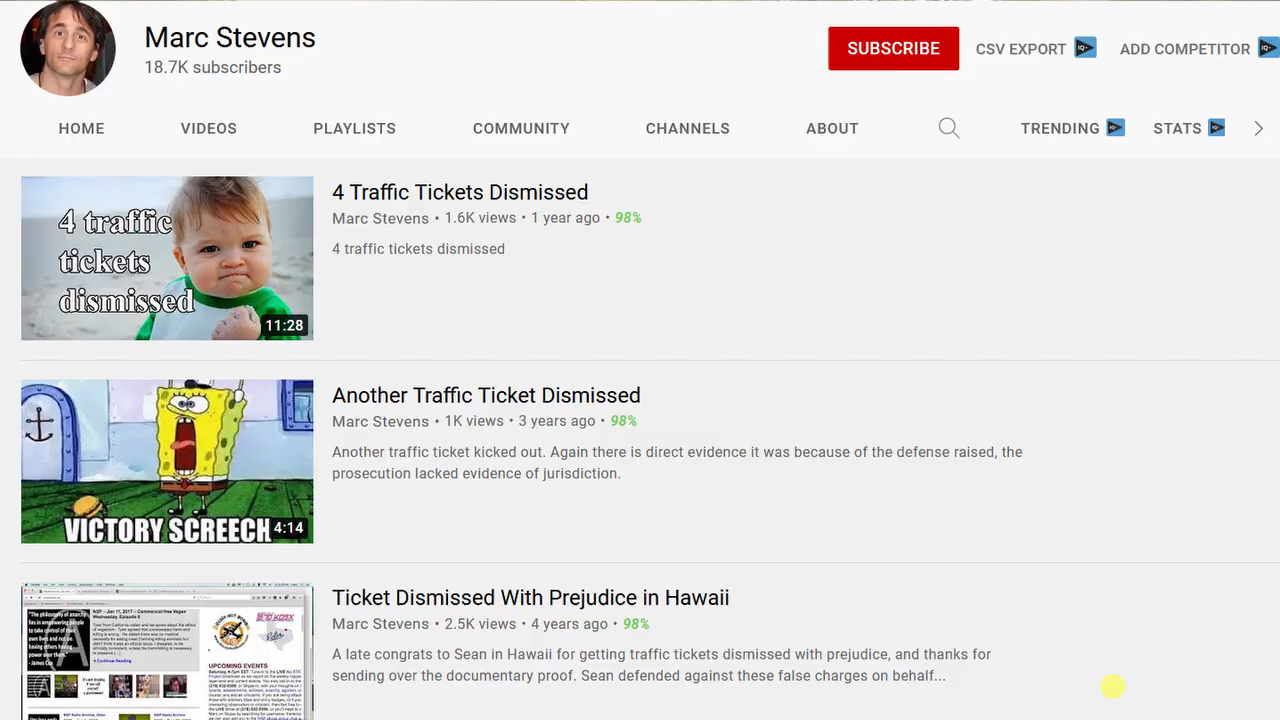 Marc Stevens
18.7K subscribers
SUBSCRIBE
CSV EXPORT
ADD COMPETITOR
HOME
VIDEOS
PLAYLISTS
COMMUNITY
CHANNELS
ABOUT
TRENDING
STATS
4 traffic
tickets
dismissed
11:28
4 Traffic Tickets Dismissed
Marc Stevens • 1.6K views • 1 year ago • 98%
4 traffic tickets dismissed
VICTORY SCREECH
4:14
Another Traffic Ticket Dismissed
Marc Stevens • 1K views • 3 years ago • 98%
Another traffic ticket kicked out. Again there is direct evidence it was because of the defense raised, the
prosecution lacked evidence of jurisdiction.
UPCOMING EVENTS
Ticket Dismissed With Prejudice in Hawaii
Marc Stevens • 2.5K views • 4 years ago • 98%
A late congrats to Sean in Hawaii for getting traffic tickets dismissed with prejudice, and thanks for
sending over the documentary proof. Sean defended against these false charges on behalf...